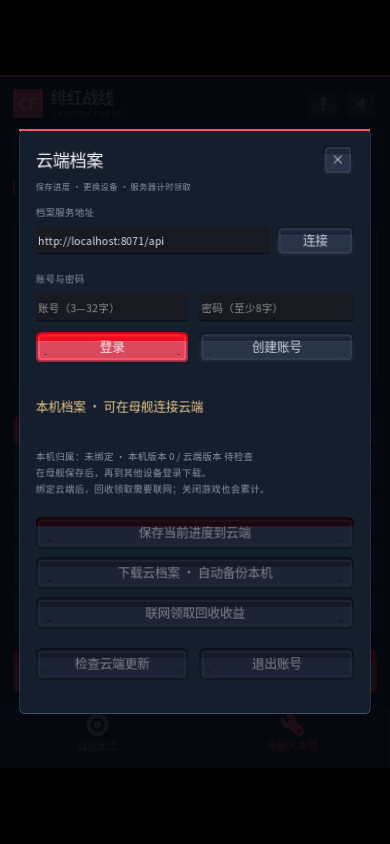 CF 绯红战线
?
云端档案
×
保存进度 · 更换设备 · 服务器计时领取
档案服务地址
http://localhost:8071/api
连接
账号与密码
账号（3—32字）
密码（至少8字）
登录
创建账号
本机档案 · 可在母舰连接云端
本机归属：未绑定 · 本机版本 0 / 云端版本 待检查
在母舰保存后，再到其他设备登录下载。
绑定云端后，回收领取需要联网；关闭游戏也会累计。
保存当前进度到云端
下载云档案 · 自动备份本机
联网领取回收收益
检查云端更新
退出账号